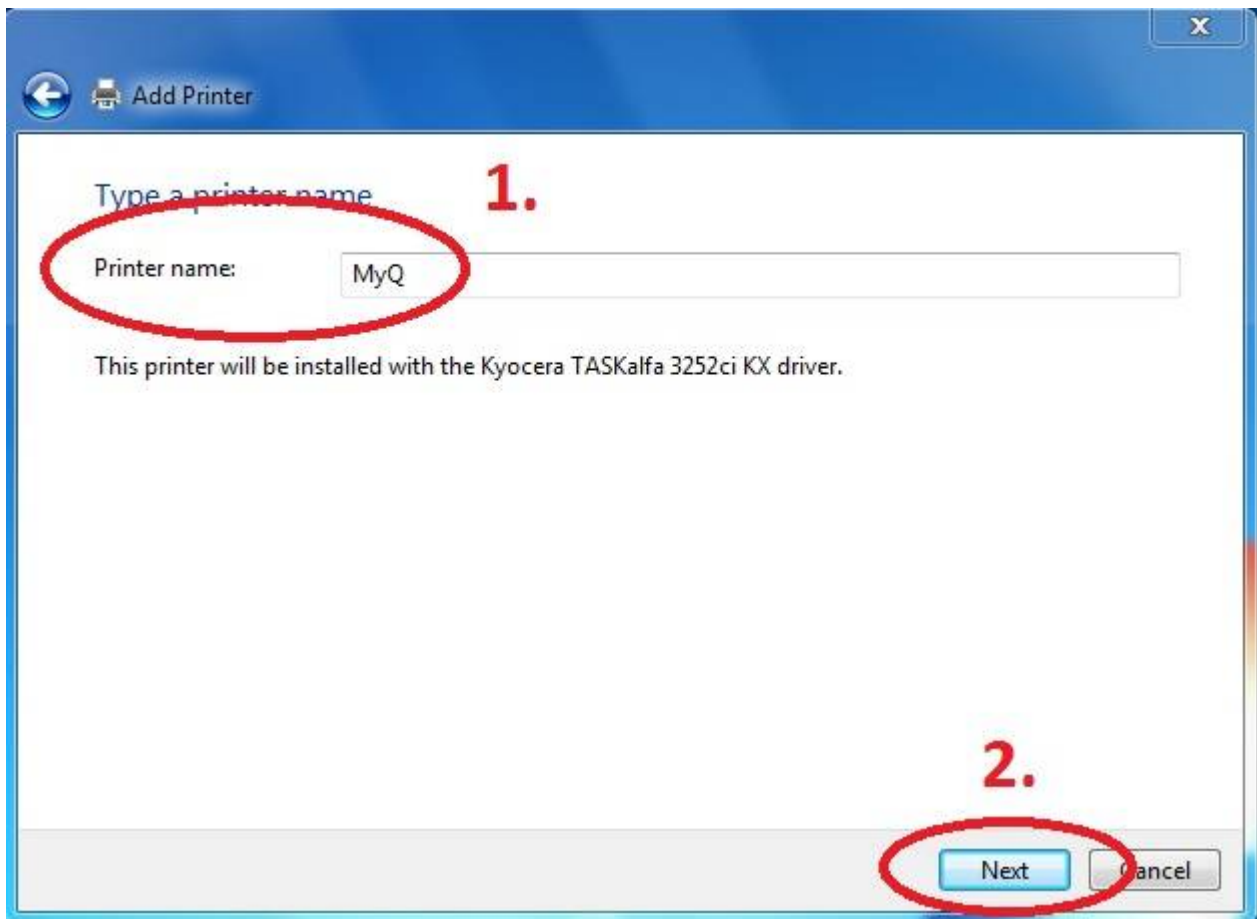 X
Add Printer
Type a printer name
1.
Printer name:
MyQ
This printer will be installed with the Kyocera TASKalfa 3252ci KX driver.
2.
Next
Cancel